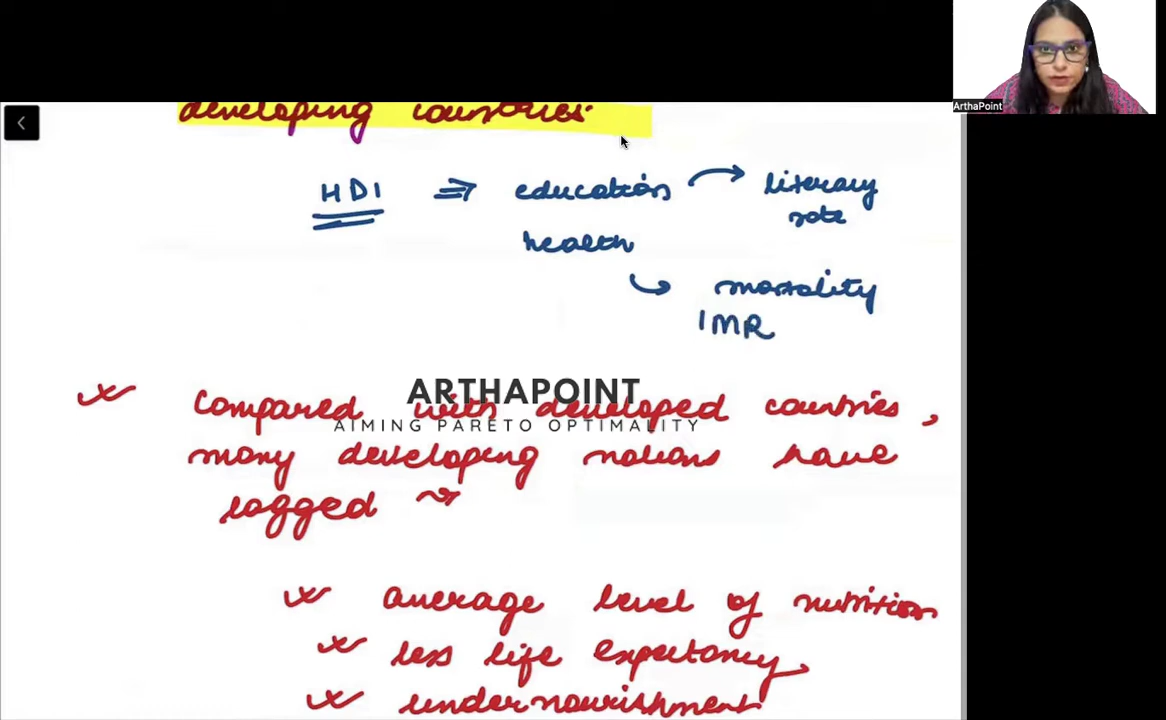 ArthaPoint
developing countries.
HDI ⇒ education → literary
rate
health
↳ mortality
IMR
ARTHAPOINT
AIMING PARETO OPTIMALITY
compared with developed countries,
many developing nations have
lagged →
average level of nutrition
less life expectancy
undernourishment